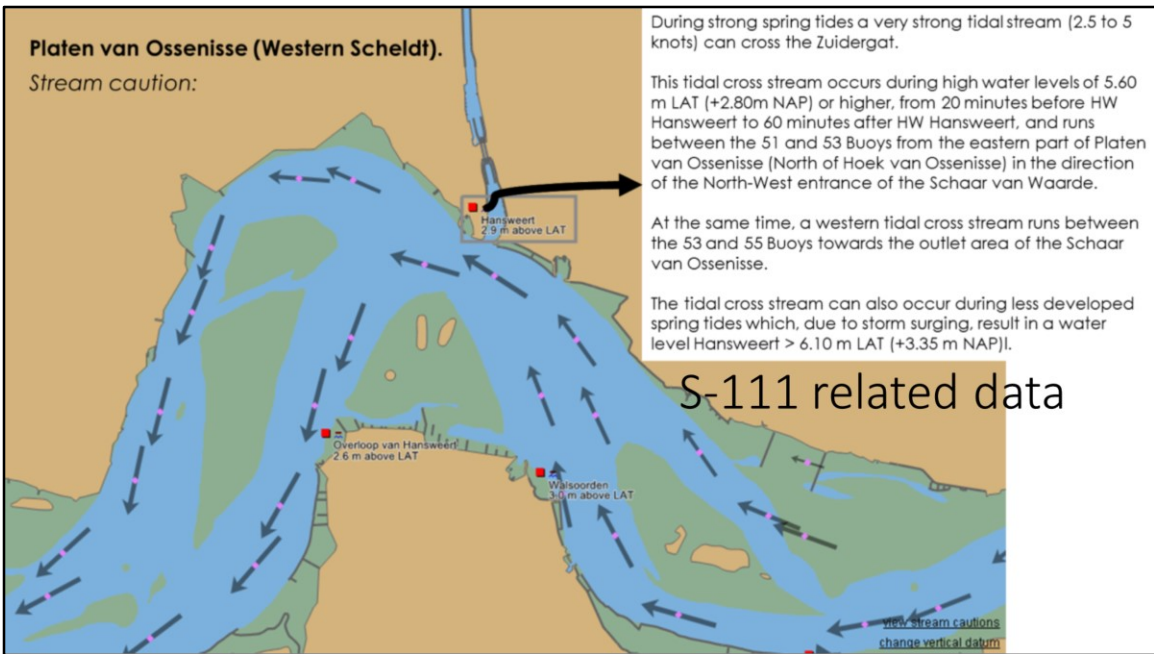 Platen van Ossenisse (Western Scheldt).
Stream caution:
During strong spring tides a very strong tidal stream (2.5 to 5
knots) can cross the Zuidergat.
This tidal cross stream occurs during high water levels of 5.60
m LAT (+2.80m NAP) or higher, from 20 minutes before HW
Hansweert to 60 minutes after HW Hansweert, and runs
between the 51 and 53 Buoys from the eastern part of Platen
van Ossenisse (North of Hoek van Ossenisse) in the direction
of the North-West entrance of the Schaar van Waarde.
At the same time, a western tidal cross stream runs between
the 53 and 55 Buoys towards the outlet area of the Schaar
van Ossenisse.
The tidal cross stream can also occur during less developed
spring tides which, due to storm surging, result in a water
level Hansweert > 6.10 m LAT (+3.35 m NAP)l.
S-111 related data
Hansweert
2.9 m above LAT
Overloop van Hansweert
2.6 m above LAT
Walsoorden
3.0 m above LAT
view stream cautions
change vertical datum